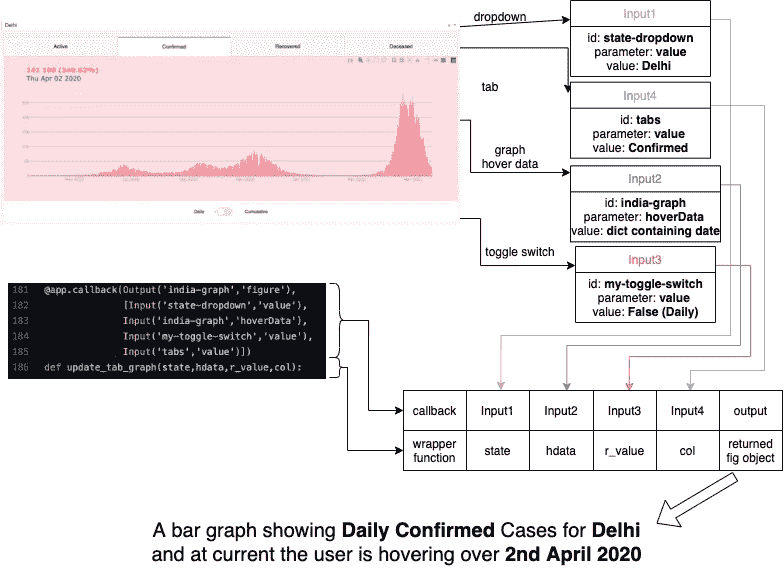 Delhi
Active
Confirmed
Recovered
Deceased
Thu Apr 02 2020
Daily
Cumulative
dropdown
tab
graph
hover data
toggle switch
Input1
id: state-dropdown
parameter: value
value: Delhi
Input4
id: tabs
parameter: value
value: Confirmed
Input2
id: india-graph
parameter: hoverData
value: dict containing date
Input3
id: my-toggle-switch
parameter: value
value: False (Daily)
181 @app.callback(Output('india-graph','figure'),
182 [Input('state-dropdown','value'),
183 Input('india-graph','hoverData'),
184 Input('my-toggle-switch','value'),
185 Input('tabs','value')])
186 def update_tab_graph(state,hdata,r_value,col):
callback Input1 Input2 Input3 Input4 output
wrapper function state hdata r_value col returned fig object
A bar graph showing Daily Confirmed Cases for Delhi
and at current the user is hovering over 2nd April 2020